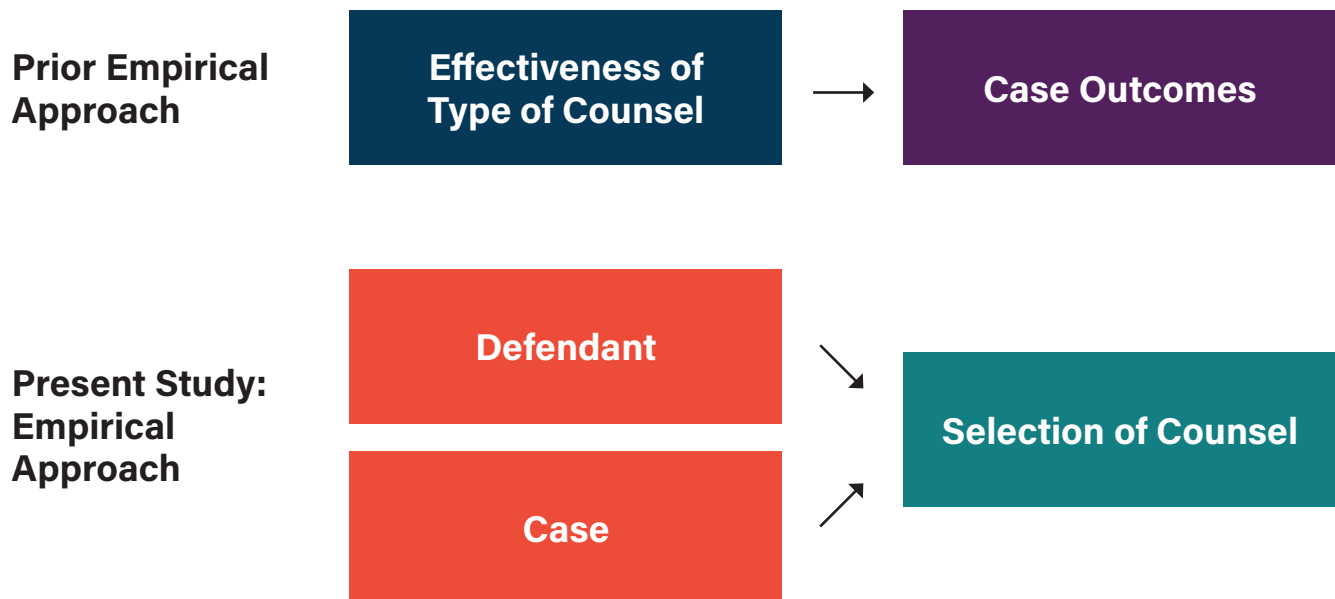 Prior Empirical
Approach
Effectiveness of
Type of Counsel
Case Outcomes
Present Study:
Empirical
Approach
Defendant
Case
Selection of Counsel